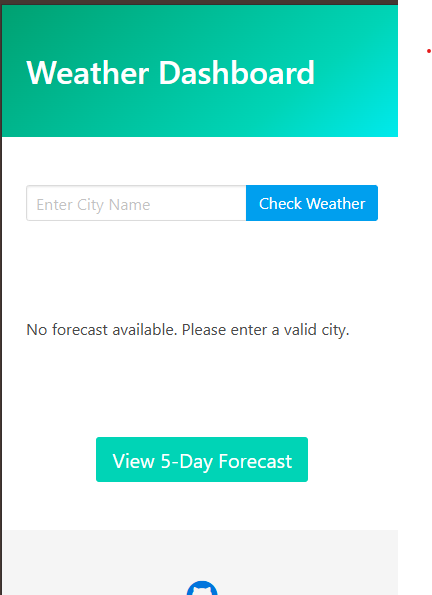 Weather Dashboard
Enter City Name
Check Weather
No forecast available. Please enter a valid city.
View 5-Day Forecast